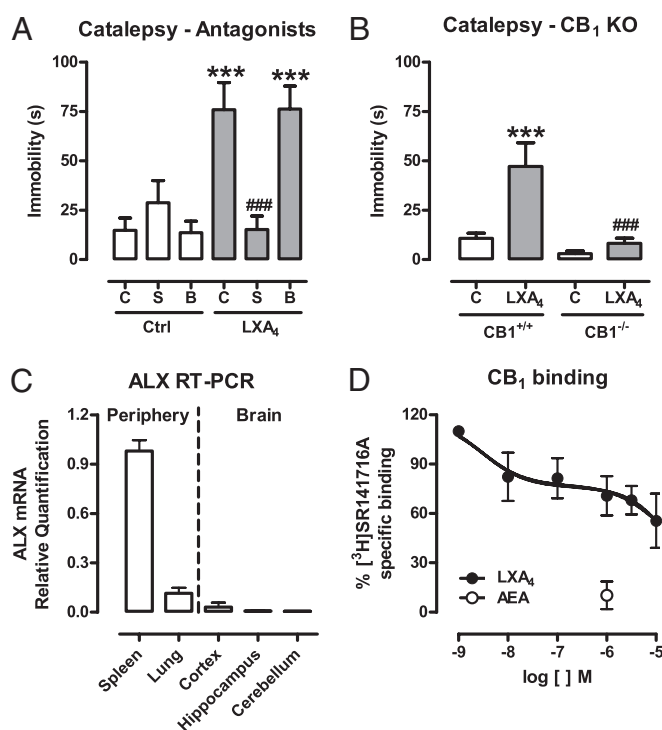 A Catalepsy - Antagonists
Immobility (s)
100
75
50
25
0
*** ***
###
C S B C S B
Ctrl LXA₄
B Catalepsy - CB₁ KO
Immobility (s)
100
75
50
25
0
***
###
C LXA₄ C LXA₄
CB1⁺/⁺ CB1⁻/⁻
C ALX RT-PCR
Periphery Brain
ALX mRNA
Relative Quantification
1.2
0.9
0.6
0.3
0.0
Spleen
Lung
Cortex
Hippocampus
Cerebellum
D CB₁ binding
% [³H]SR141716A
specific binding
120
90
60
30
0
LXA₄
AEA
-9 -8 -7 -6 -5
log [ ] M